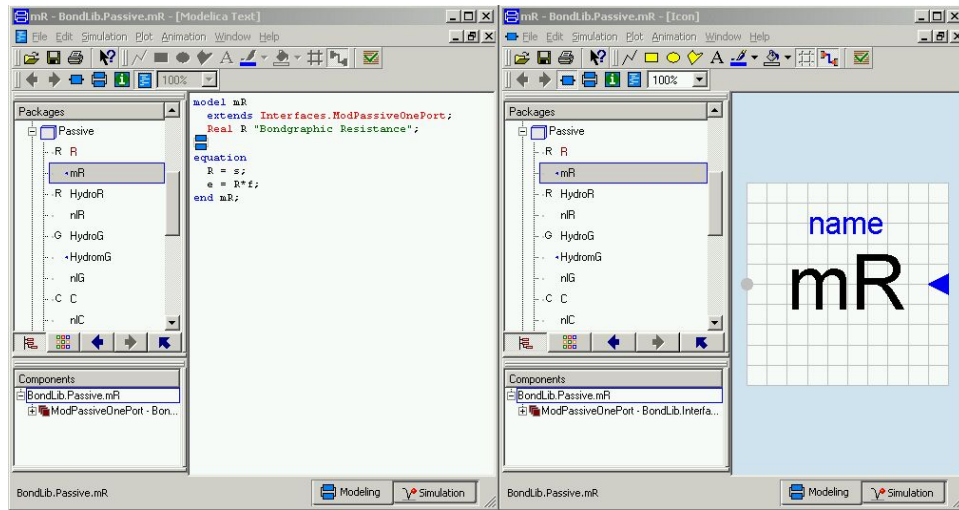 mR - BondLib.Passive.mR - [Modelica Text]
File Edit Simulation Plot Animation Window Help
100%
Packages
Passive
R R
mR
R HydroR
nlR
G HydroG
HydromG
nlG
C C
nlC
Components
BondLib.Passive.mR
ModPassiveOnePort - Bon...
model mR
extends Interfaces.ModPassiveOnePort;
Real R "Bondgraphic Resistance";
equation
R = s;
e = R*f;
end mR;
BondLib.Passive.mR
Modeling
Simulation
mR - BondLib.Passive.mR - [Icon]
File Edit Simulation Plot Animation Window Help
100%
Packages
Passive
R R
mR
R HydroR
nlR
G HydroG
HydromG
nlG
C C
nlC
Components
BondLib.Passive.mR
ModPassiveOnePort - BondLib.Interfa...
name
mR
BondLib.Passive.mR
Modeling
Simulation